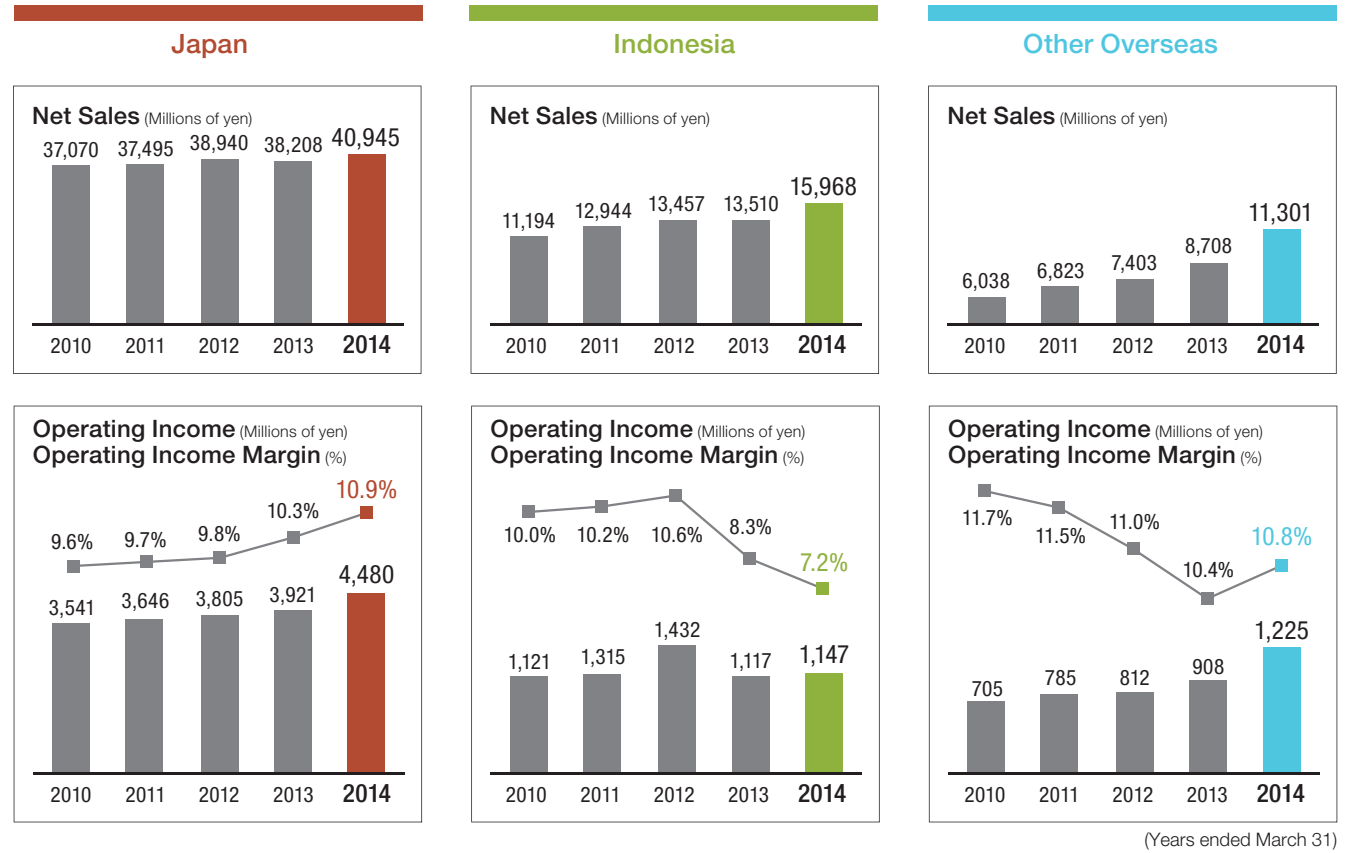 Japan
Net Sales (Millions of yen)
37,070 37,495 38,940 38,208 40,945
2010 2011 2012 2013 2014
Operating Income (Millions of yen)
Operating Income Margin (%)
9.6% 9.7% 9.8% 10.3% 10.9%
3,541 3,646 3,805 3,921 4,480
2010 2011 2012 2013 2014
Indonesia
Net Sales (Millions of yen)
11,194 12,944 13,457 13,510 15,968
2010 2011 2012 2013 2014
Operating Income (Millions of yen)
Operating Income Margin (%)
10.0% 10.2% 10.6% 8.3% 7.2%
1,121 1,315 1,432 1,117 1,147
2010 2011 2012 2013 2014
Other Overseas
Net Sales (Millions of yen)
6,038 6,823 7,403 8,708 11,301
2010 2011 2012 2013 2014
Operating Income (Millions of yen)
Operating Income Margin (%)
11.7% 11.5% 11.0% 10.4% 10.8%
705 785 812 908 1,225
2010 2011 2012 2013 2014
(Years ended March 31)